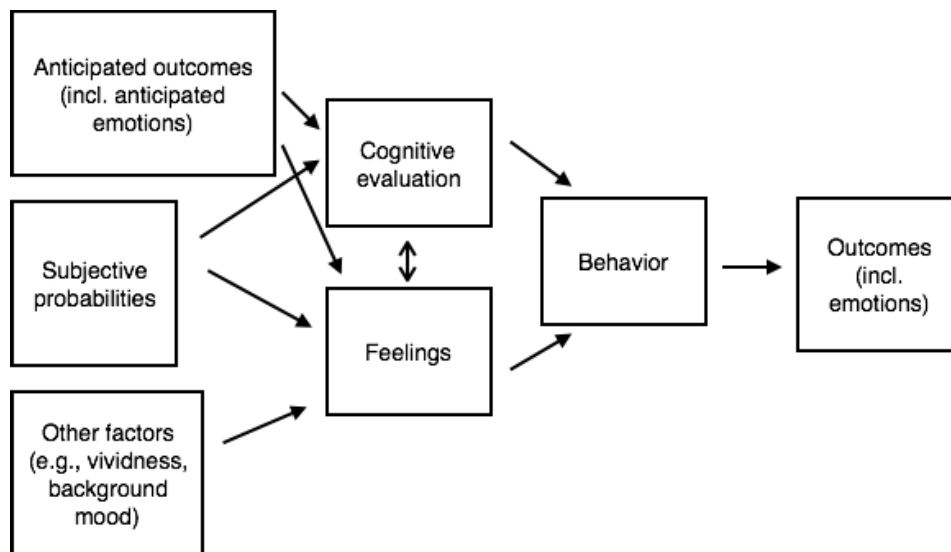 Anticipated outcomes
(incl. anticipated
emotions)
Cognitive
evaluation
Subjective
probabilities
Feelings
Behavior
Outcomes
(incl.
emotions)
Other factors
(e.g., vividness,
background
mood)